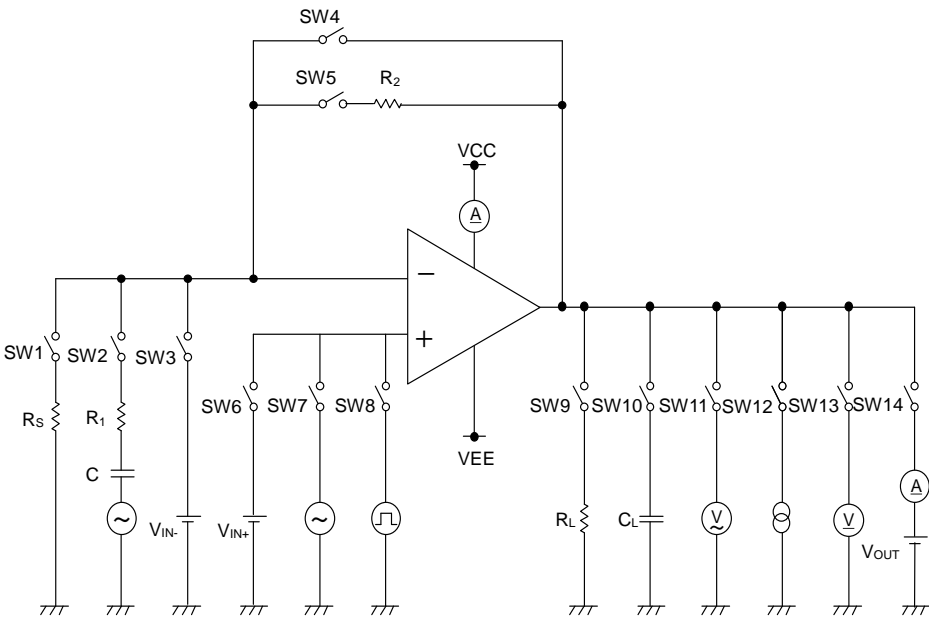 SW4
SW5 R2
VCC
A
−
+
SW1 SW2 SW3
SW6 SW7 SW8
SW9 SW10 SW11 SW12 SW13 SW14
RS R1
C
VEE
A
~ VIN- VIN+ ~ RL CL V ~ V
VOUT